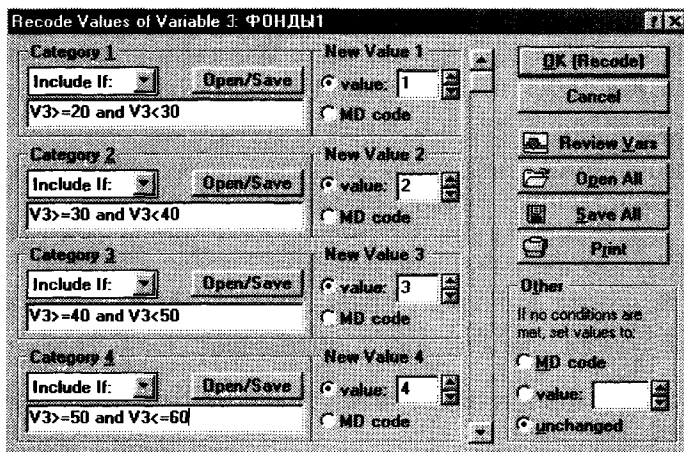 Recode Values of Variable 3: ФОНДЫ1
Category 1
Include If:
Open/Save
V3>=20 and V3<30
New Value 1
value: 1
MD code
Category 2
Include If:
Open/Save
V3>=30 and V3<40
New Value 2
value: 2
MD code
Category 3
Include If:
Open/Save
V3>=40 and V3<50
New Value 3
value: 3
MD code
Category 4
Include If:
Open/Save
V3>=50 and V3<=60
New Value 4
value: 4
MD code
OK (Recode)
Cancel
Review Vars
Open All
Save All
Print
Other
If no conditions are
met, set values to:
MD code
value:
unchanged